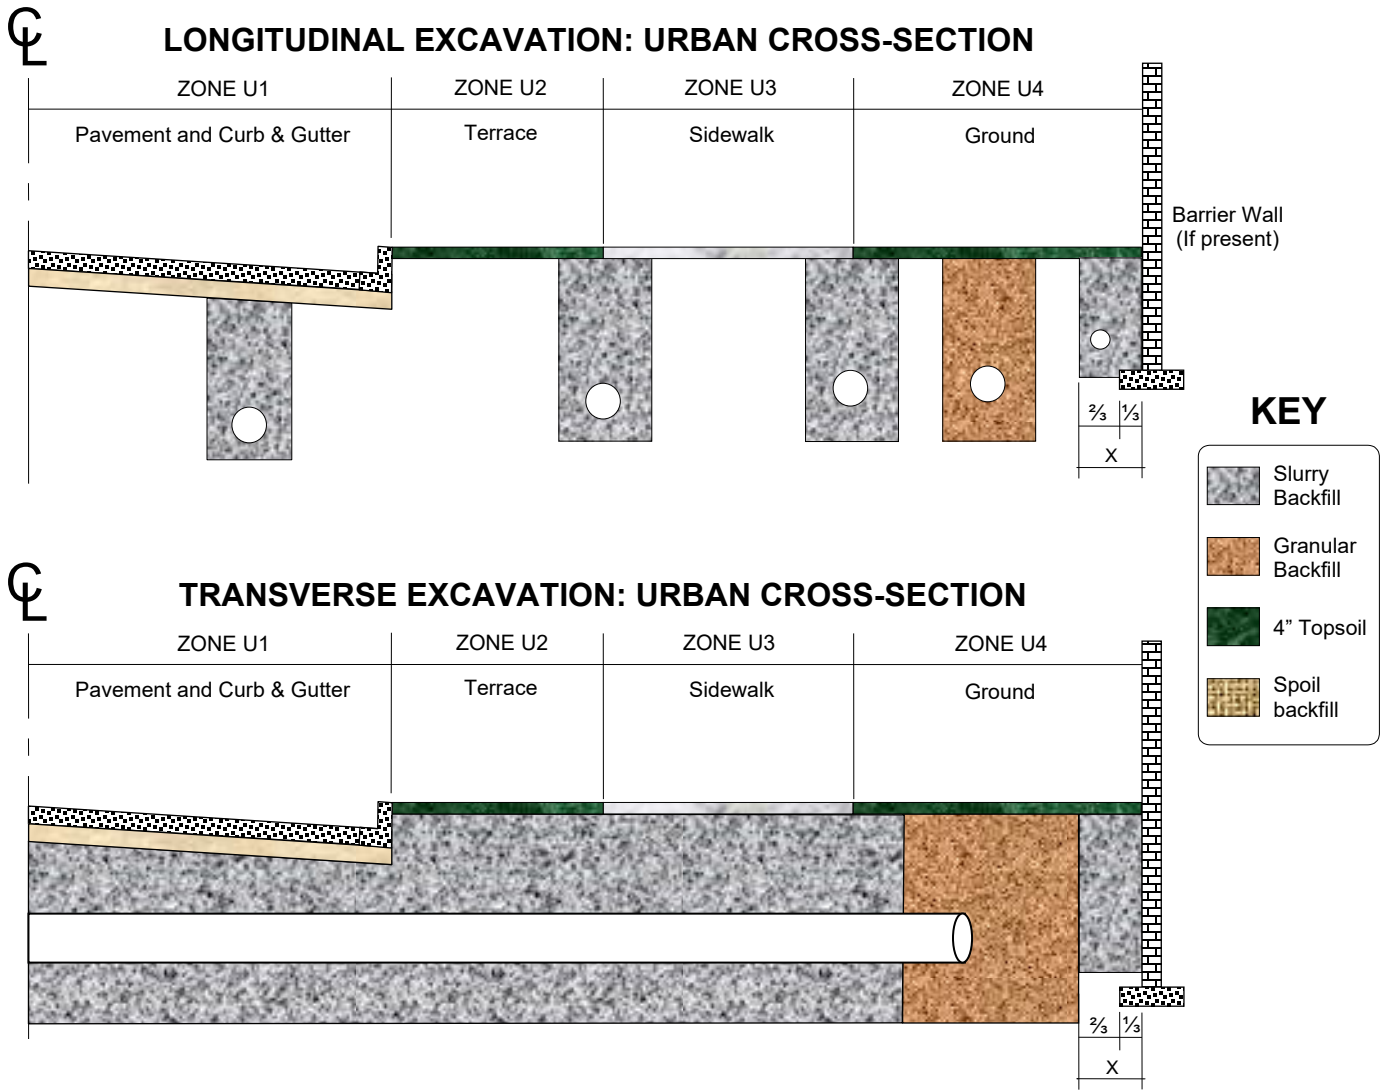 ℄
LONGITUDINAL EXCAVATION: URBAN CROSS-SECTION
ZONE U1
ZONE U2
ZONE U3
ZONE U4
Pavement and Curb & Gutter
Terrace
Sidewalk
Ground
Barrier Wall
(If present)
⅔
⅓
X
KEY
Slurry
Backfill
Granular
Backfill
4” Topsoil
Spoil
backfill
℄
TRANSVERSE EXCAVATION: URBAN CROSS-SECTION
ZONE U1
ZONE U2
ZONE U3
ZONE U4
Pavement and Curb & Gutter
Terrace
Sidewalk
Ground
⅔
⅓
X